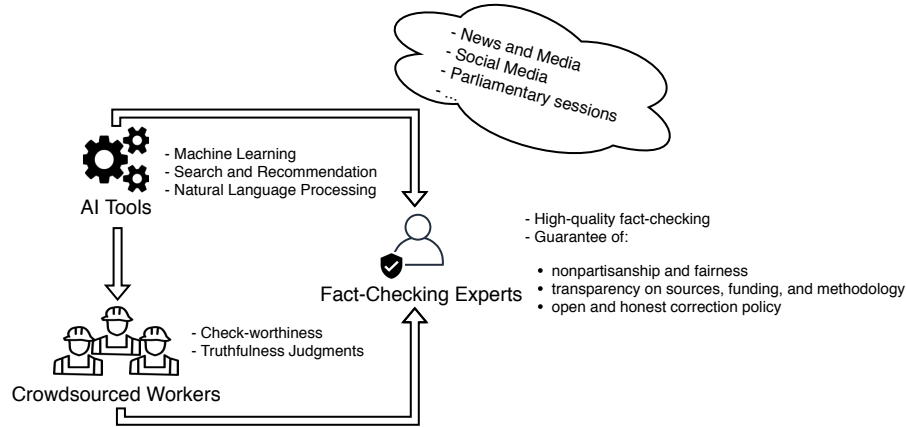 - News and Media
- Social Media
- Parliamentary sessions
- ...
- Machine Learning
- Search and Recommendation
- Natural Language Processing
AI Tools
- High-quality fact-checking
- Guarantee of:
• nonpartisanship and fairness
• transparency on sources, funding, and methodology
• open and honest correction policy
Fact-Checking Experts
- Check-worthiness
- Truthfulness Judgments
Crowdsourced Workers